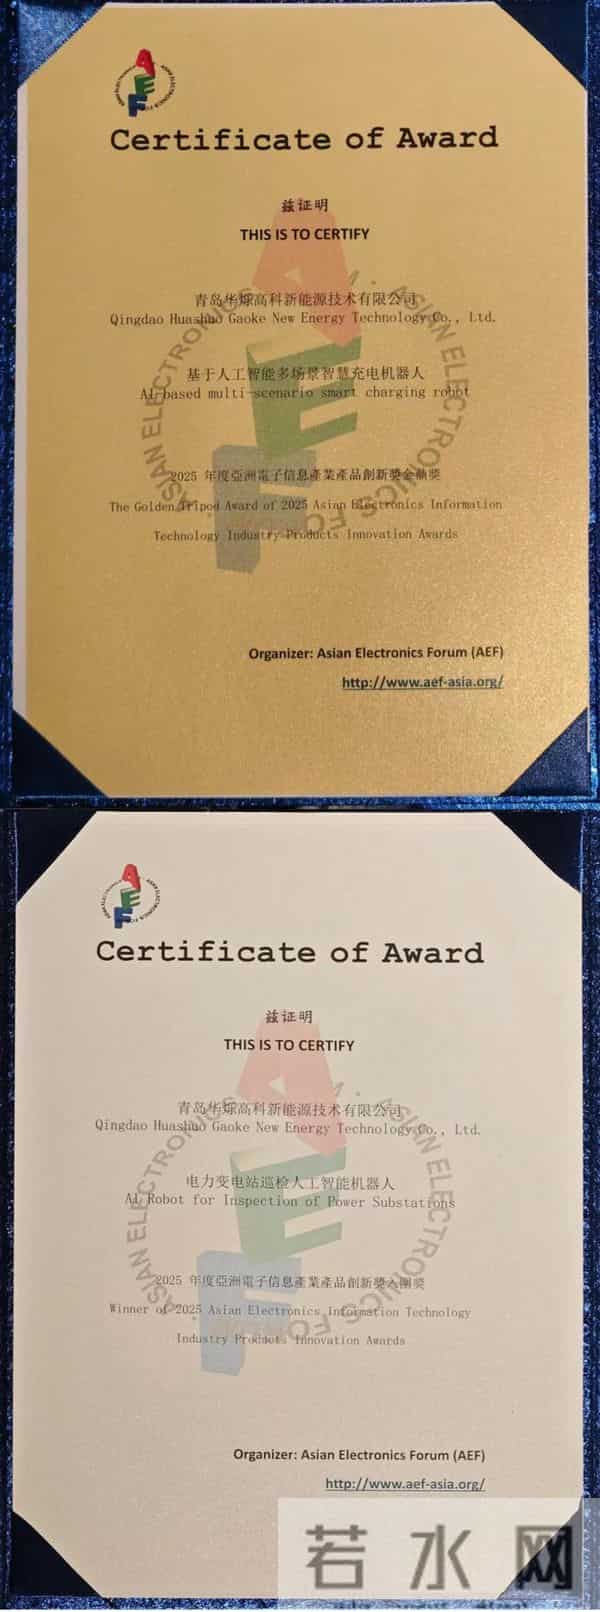 AEF
Certificate of Award
兹证明
THIS IS TO CERTIFY
青岛华烁高科新能源技术有限公司
Qingdao Huashuo Gaoke New Energy Technology Co., Ltd.
基于人工智能多场景智慧充电机器人
AI based multi-scenario smart charging robot
2025 年度亞洲電子信息產業產品創新獎金鼎獎
The Golden Tripod Award of 2025 Asian Electronics Information
Technology Industry Products Innovation Awards
Organizer: Asian Electronics Forum (AEF)
http://www.aef-asia.org/
AEF
Certificate of Award
兹证明
THIS IS TO CERTIFY
青岛华烁高科新能源技术有限公司
Qingdao Huashuo Gaoke New Energy Technology Co., Ltd.
电力变电站巡检人工智能机器人
AI Robot for Inspection of Power Substations
2025 年度亞洲電子信息產業產品創新獎入圍獎
Winner of 2025 Asian Electronics Information Technology
Industry Products Innovation Awards
Organizer: Asian Electronics Forum (AEF)
http://www.aef-asia.org/
若水网